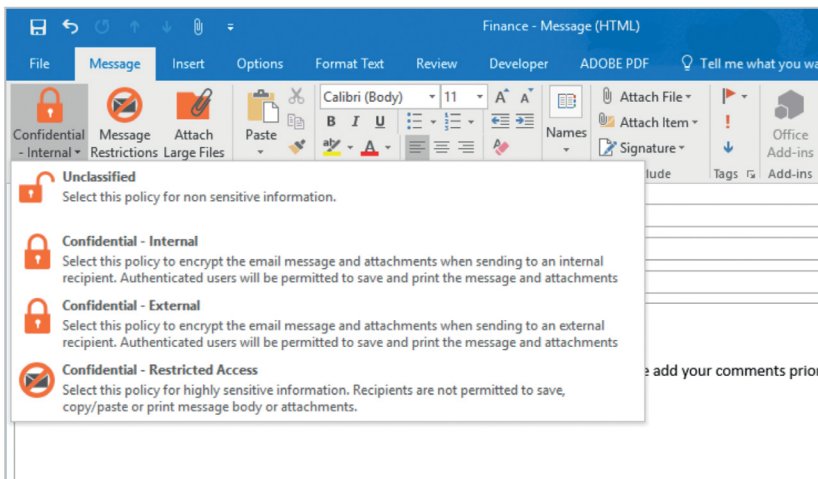 Finance - Message (HTML)
File Message Insert Options Format Text Review Developer ADOBE PDF Tell me what you wa
Calibri (Body) 11 A A Attach File
Confidential Message Attach Paste B I U Names Attach Item Office
- Internal Restrictions Large Files aby A Signature Add-ins
lude Tags Add-ins
Unclassified
Select this policy for non sensitive information.
Confidential - Internal
Select this policy to encrypt the email message and attachments when sending to an internal
recipient. Authenticated users will be permitted to save and print the message and attachments
Confidential - External
Select this policy to encrypt the email message and attachments when sending to an external
recipient. Authenticated users will be permitted to save and print the message and attachments
Confidential - Restricted Access
Select this policy for highly sensitive information. Recipients are not permitted to save,
copy/paste or print message body or attachments.
e add your comments prior